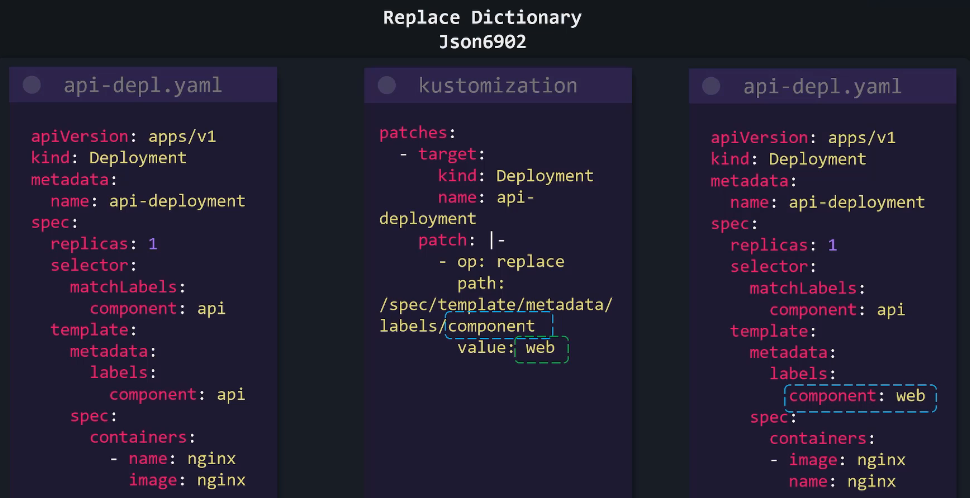 Replace Dictionary
Json6902
api-depl.yaml
apiVersion: apps/v1
kind: Deployment
metadata:
  name: api-deployment
spec:
  replicas: 1
  selector:
    matchLabels:
      component: api
  template:
    metadata:
      labels:
        component: api
    spec:
      containers:
        - name: nginx
          image: nginx
kustomization
patches:
  - target:
      kind: Deployment
      name: api-
deployment
    patch: |-
      - op: replace
        path:
/spec/template/metadata/
labels/component
        value: web
api-depl.yaml
apiVersion: apps/v1
kind: Deployment
metadata:
  name: api-deployment
spec:
  replicas: 1
  selector:
    matchLabels:
      component: api
  template:
    metadata:
      labels:
        component: web
    spec:
      containers:
      - image: nginx
        name: nginx